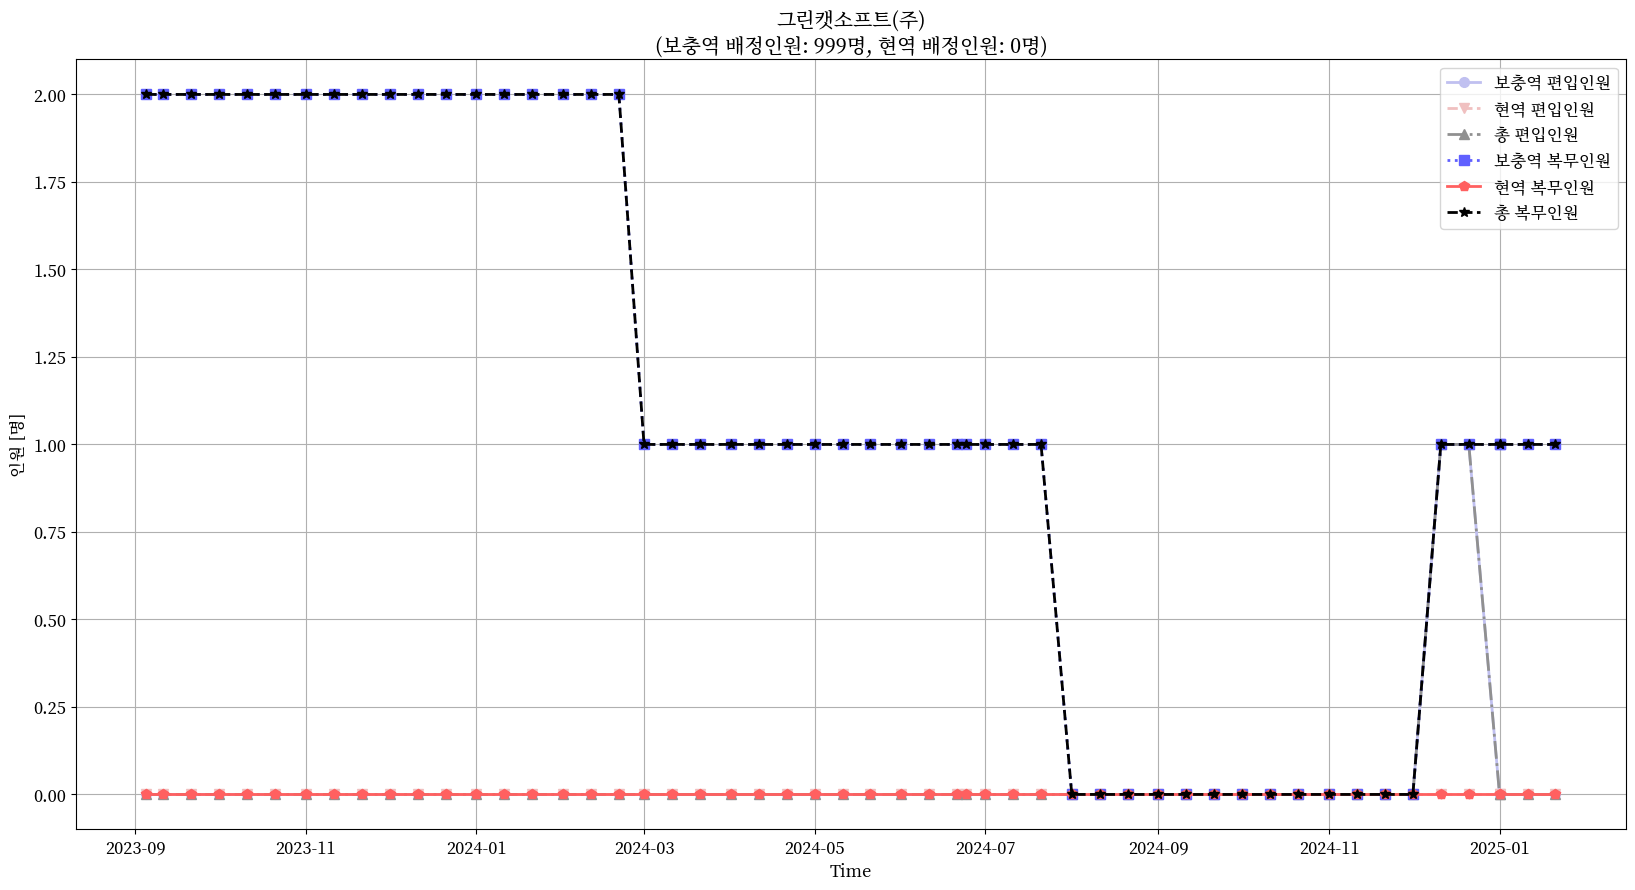 그린캣소프트(주)
(보충역 배정인원: 999명, 현역 배정인원: 0명)
보충역 편입인원
현역 편입인원
총 편입인원
보충역 복무인원
현역 복무인원
총 복무인원
인원 [명]
2.00
1.75
1.50
1.25
1.00
0.75
0.50
0.25
0.00
2023-09
2023-11
2024-01
2024-03
2024-05
2024-07
2024-09
2024-11
2025-01
Time